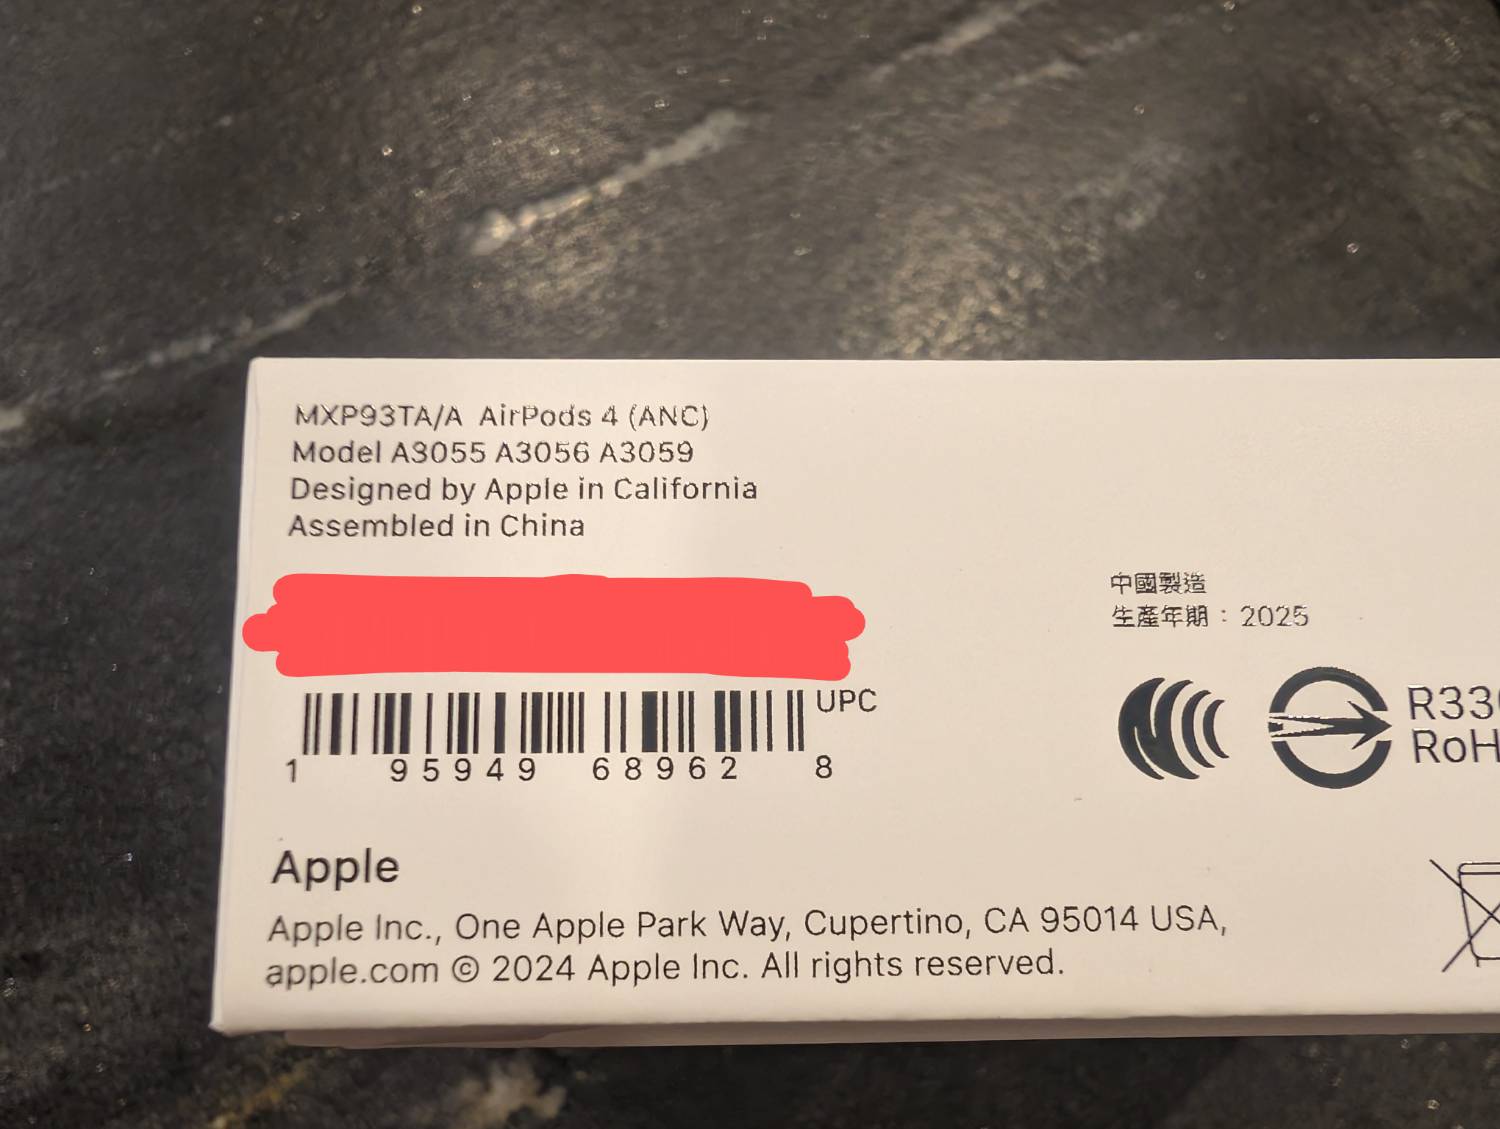 MXP93TA/A AirPods 4 (ANC)
Model A3055 A3056 A3059
Designed by Apple in California
Assembled in China
中國製造
生產年期：2025
UPC
1 95949 68962 8
R33
RoH
Apple
Apple Inc., One Apple Park Way, Cupertino, CA 95014 USA,
apple.com © 2024 Apple Inc. All rights reserved.